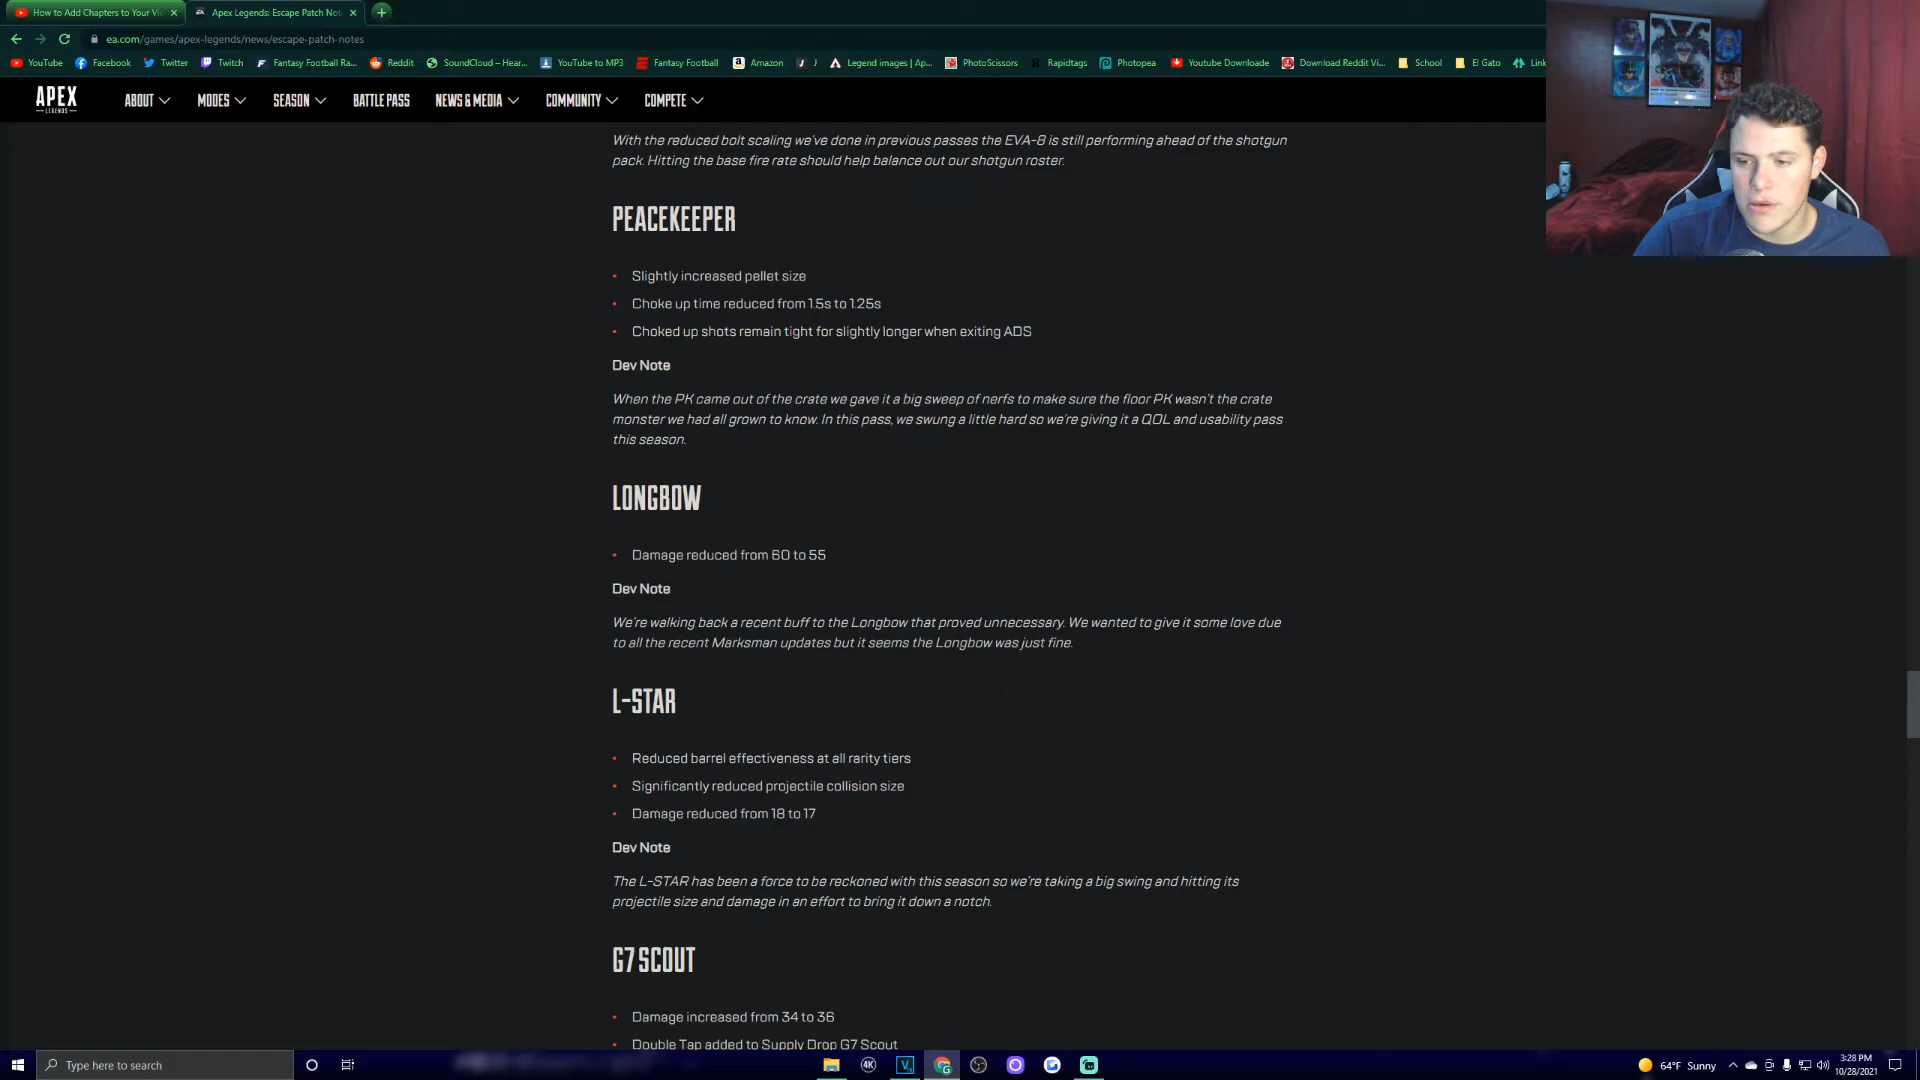 How to Add Chapters to Your Vi
Apex Legends: Escape Patch Not
ea.com/games/apex-legends/news/escape-patch-notes
YouTube Facebook Twitter Twitch Fantasy Football Ra... Reddit SoundCloud – Hear... YouTube to MP3 Fantasy Football Amazon J Legend images | Ap... PhotoScissors Rapidtags Photopea Youtube Downloade Download Reddit Vi... School El Gato Link
APEX LEGENDS ABOUT MODES SEASON BATTLE PASS NEWS & MEDIA COMMUNITY COMPETE
With the reduced bolt scaling we've done in previous passes the EVA-8 is still performing ahead of the shotgun
pack. Hitting the base fire rate should help balance out our shotgun roster.
PEACEKEEPER
• Slightly increased pellet size
• Choke up time reduced from 1.5s to 1.25s
• Choked up shots remain tight for slightly longer when exiting ADS
Dev Note
When the PK came out of the crate we gave it a big sweep of nerfs to make sure the floor PK wasn't the crate
monster we had all grown to know. In this pass, we swung a little hard so we're giving it a QOL and usability pass
this season.
LONGBOW
• Damage reduced from 60 to 55
Dev Note
We're walking back a recent buff to the Longbow that proved unnecessary. We wanted to give it some love due
to all the recent Marksman updates but it seems the Longbow was just fine.
L-STAR
• Reduced barrel effectiveness at all rarity tiers
• Significantly reduced projectile collision size
• Damage reduced from 18 to 17
Dev Note
The L-STAR has been a force to be reckoned with this season so we're taking a big swing and hitting its
projectile size and damage in an effort to bring it down a notch.
G7 SCOUT
• Damage increased from 34 to 36
• Double Tap added to Supply Drop G7 Scout
Type here to search
4K
64°F Sunny
3:28 PM
10/28/2021